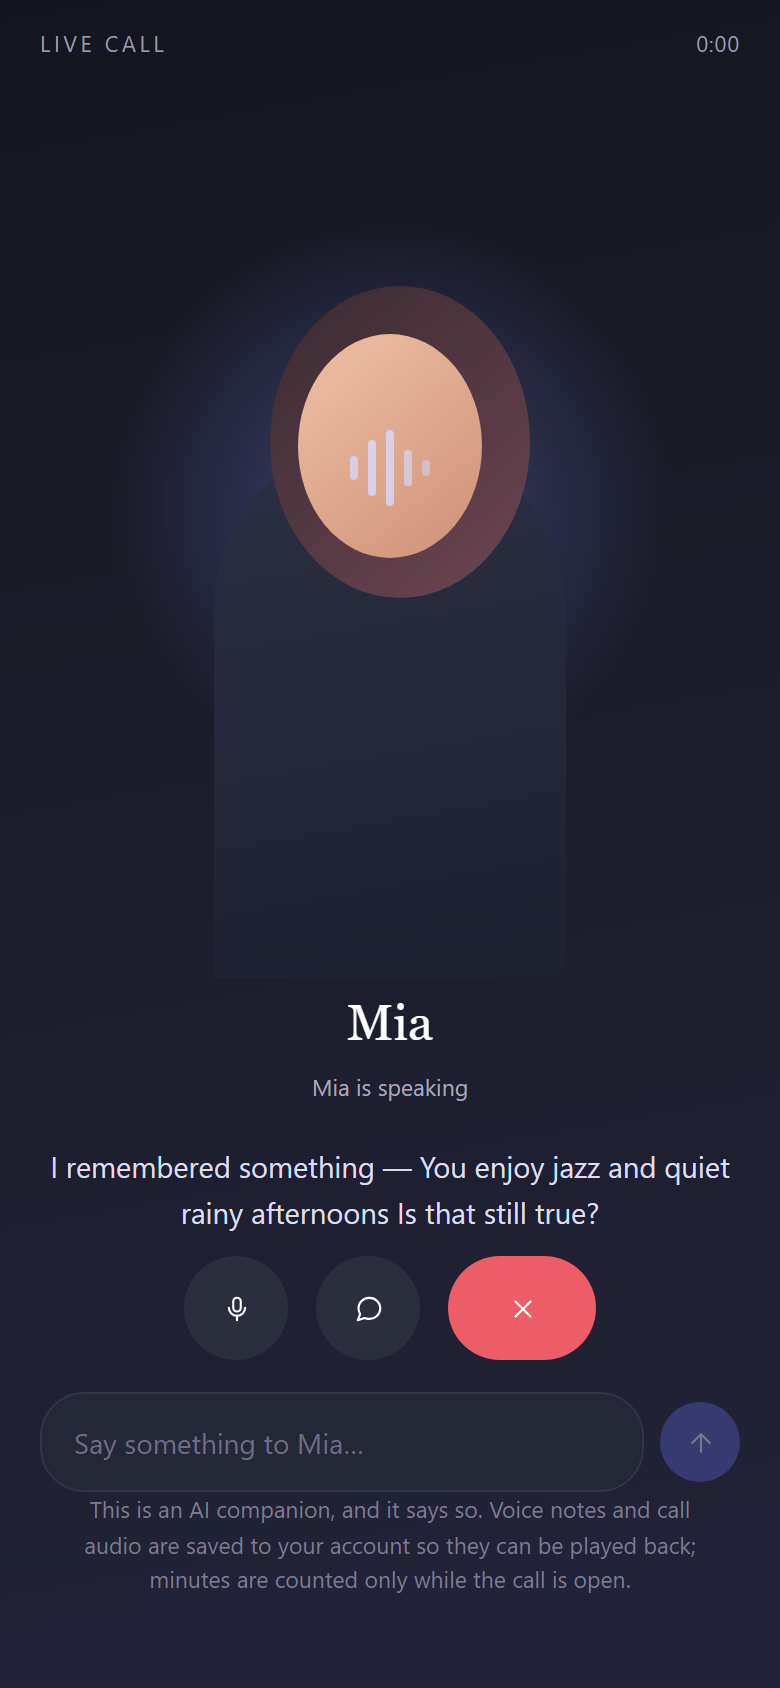 LIVE CALL
0:00
Mia
Mia is speaking
I remembered something — You enjoy jazz and quiet
rainy afternoons Is that still true?
Say something to Mia...
This is an AI companion, and it says so. Voice notes and call
audio are saved to your account so they can be played back;
minutes are counted only while the call is open.